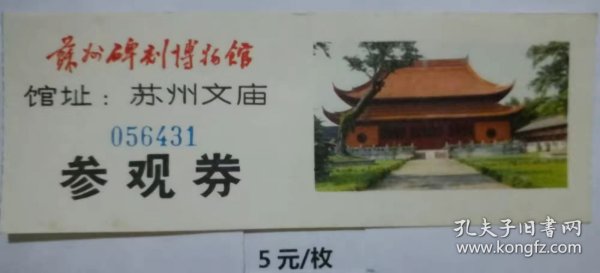 蘇州碑刻博物馆
馆址：苏州文庙
056431
参观券
5元/枚
孔夫子旧书网
www.kongfz.com